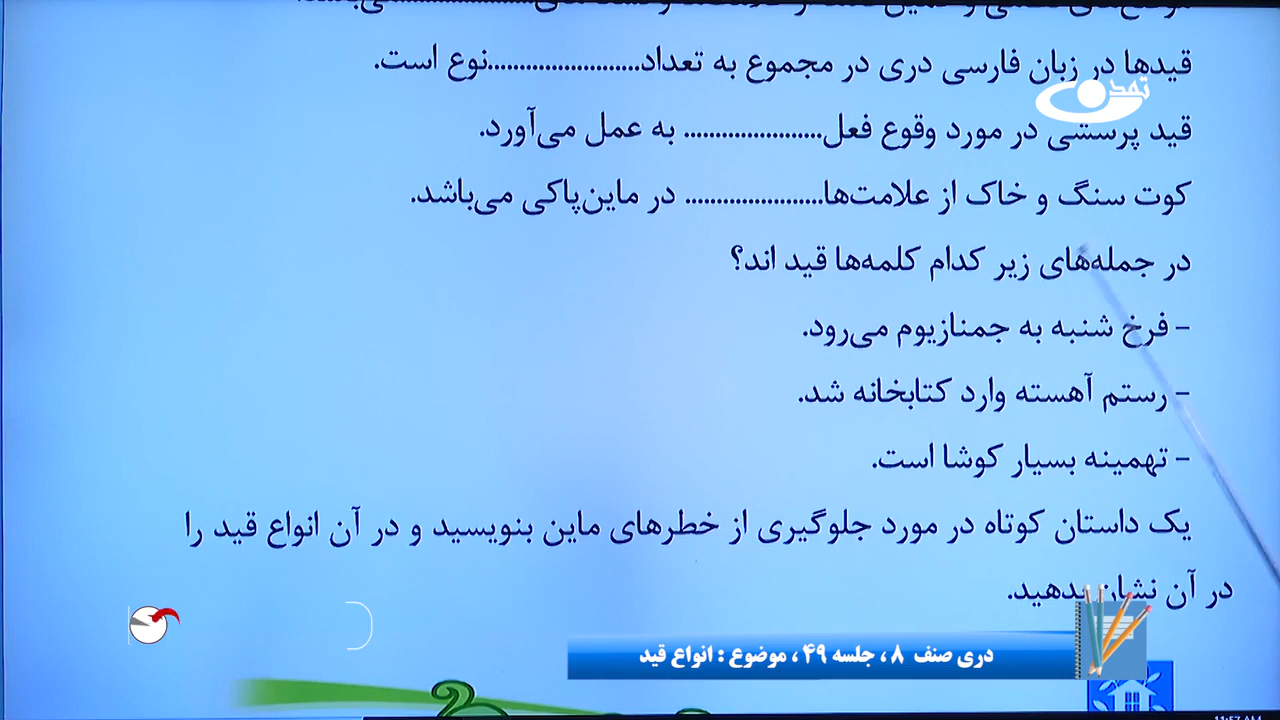 قیدها در زبان فارسی دری در مجموع به تعداد........................نوع است.
تمدن
قید پرسشی در مورد وقوع فعل...................... به عمل می‌آورد.
کوت سنگ و خاک از علامت‌ها...................... در ماین‌پاکی می‌باشد.
در جمله‌های زیر کدام کلمه‌ها قید اند؟
– فرخ شنبه به جمنازیوم می‌رود.
– رستم آهسته وارد کتابخانه شد.
– تهمینه بسیار کوشا است.
یک داستان کوتاه در مورد جلوگیری از خطرهای ماین بنویسید و در آن انواع قید را
در آن نشان بدهید.
دری صنف ۸ ، جلسه ۴۹ ، موضوع : انواع قید